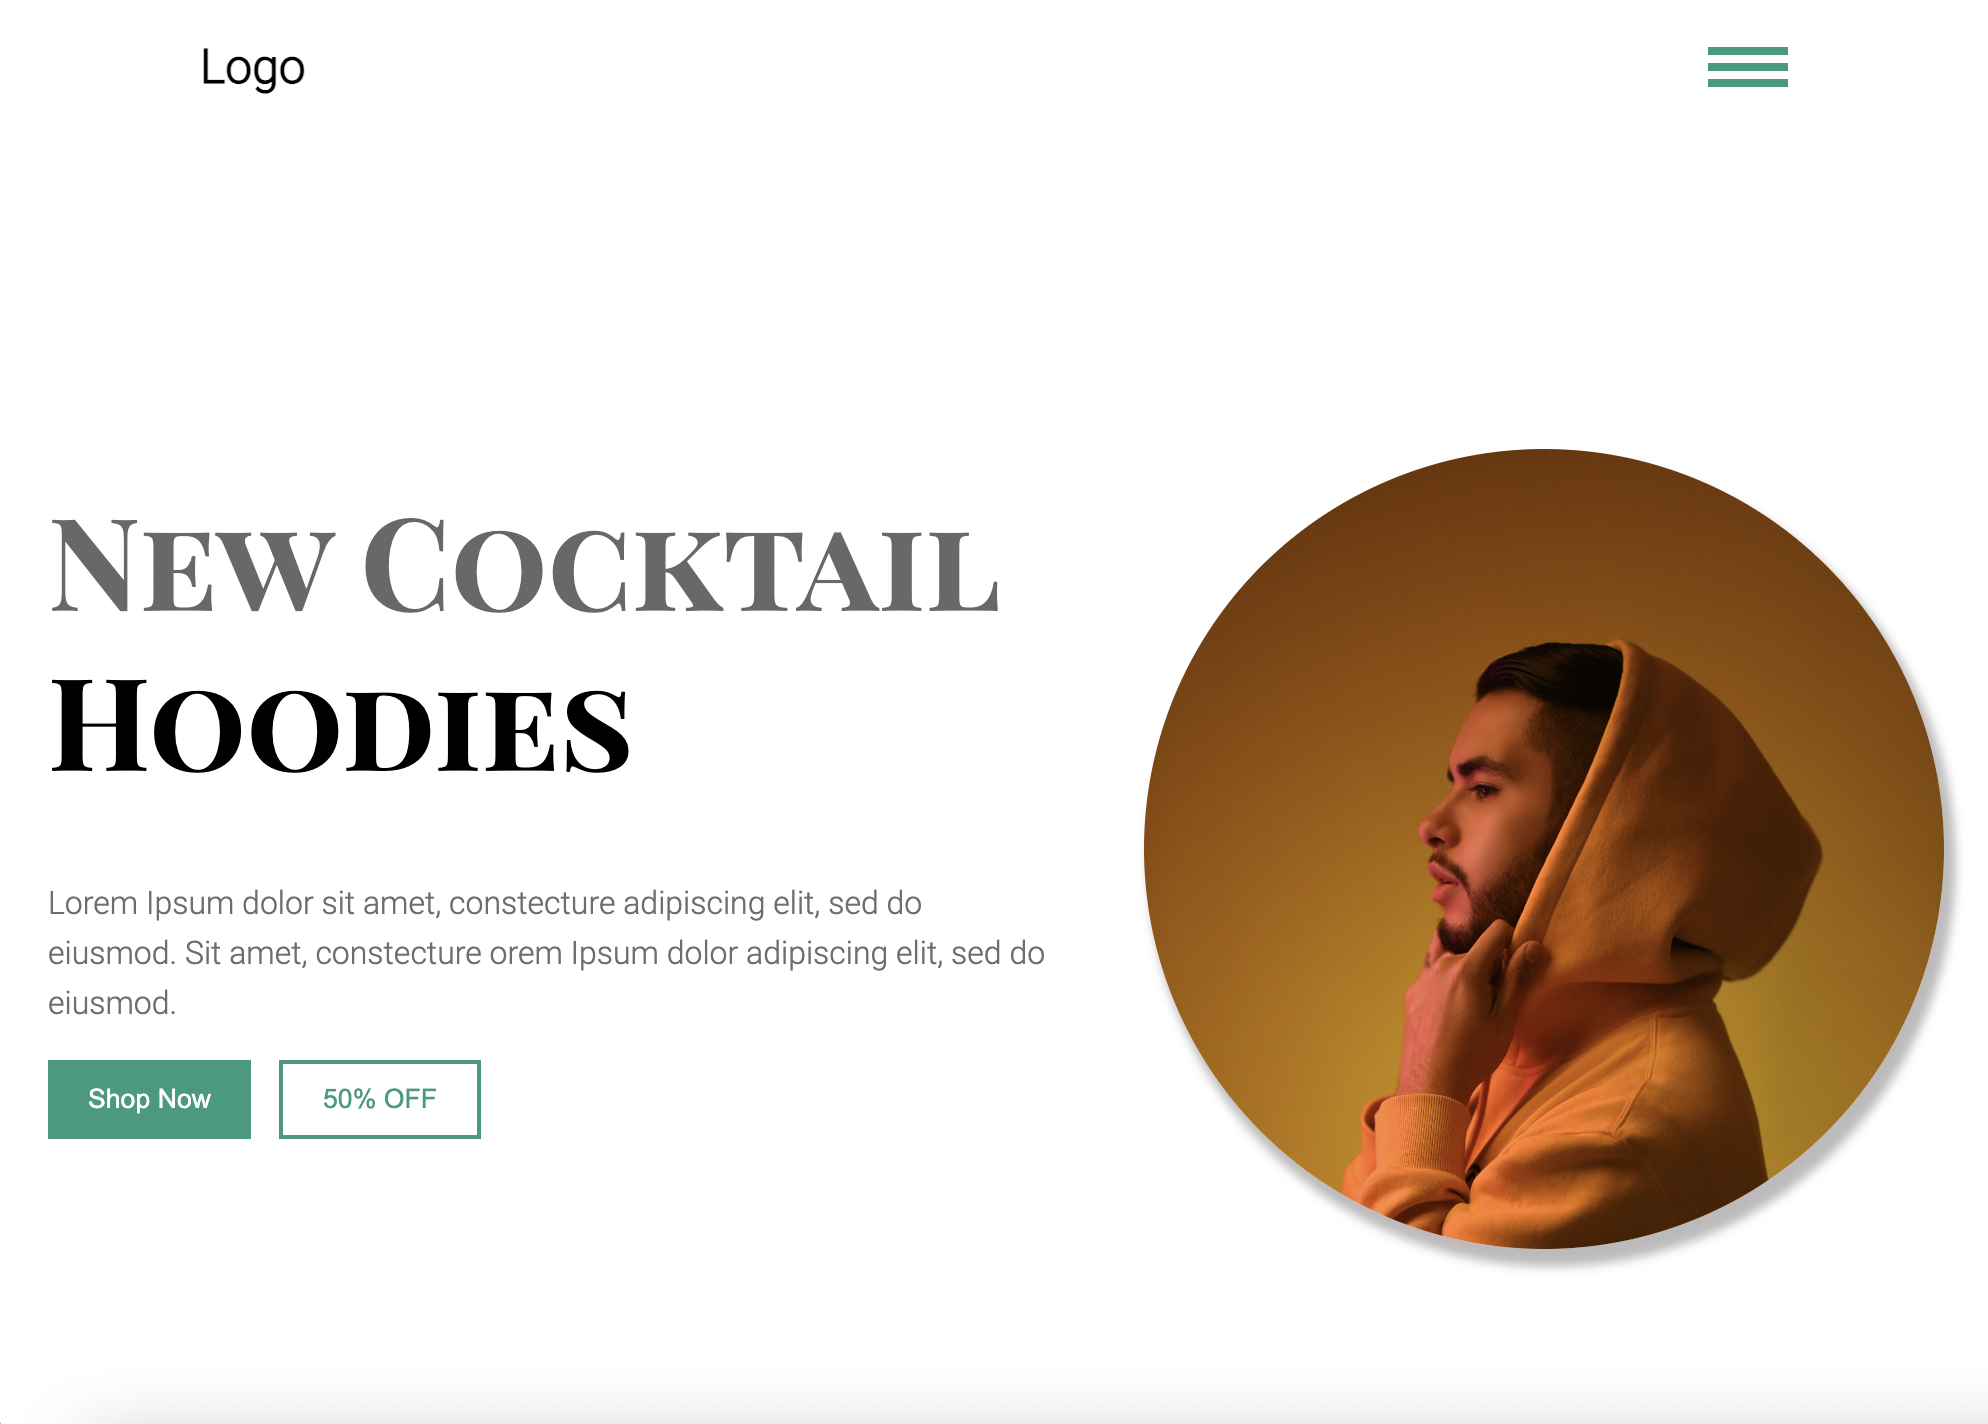 Logo
New Cocktail
Hoodies
Lorem Ipsum dolor sit amet, constecture adipiscing elit, sed do
eiusmod. Sit amet, constecture orem Ipsum dolor adipiscing elit, sed do
eiusmod.
Shop Now
50% OFF